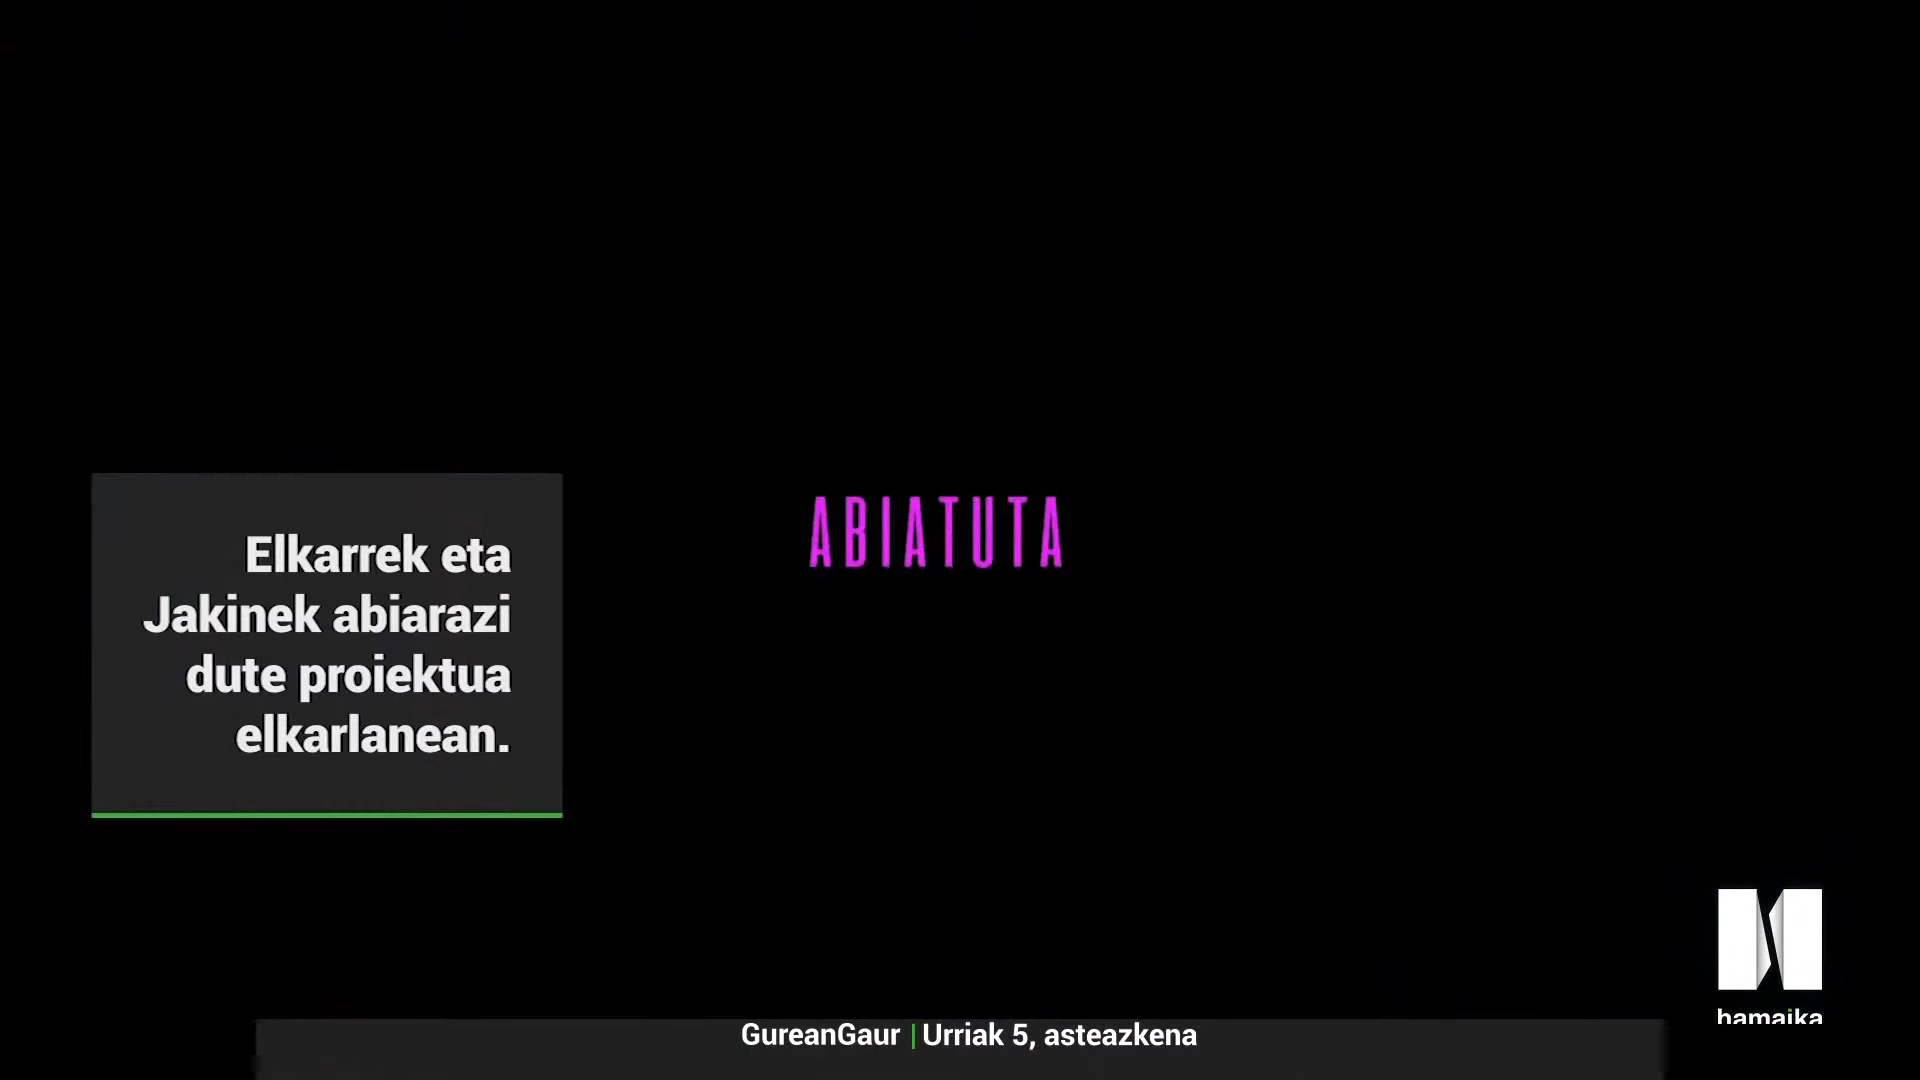 ABIATUTA
Elkarrek eta
Jakinek abiarazi
dute proiektua
elkarlanean.
hamaika
GureanGaur | Urriak 5, asteazkena